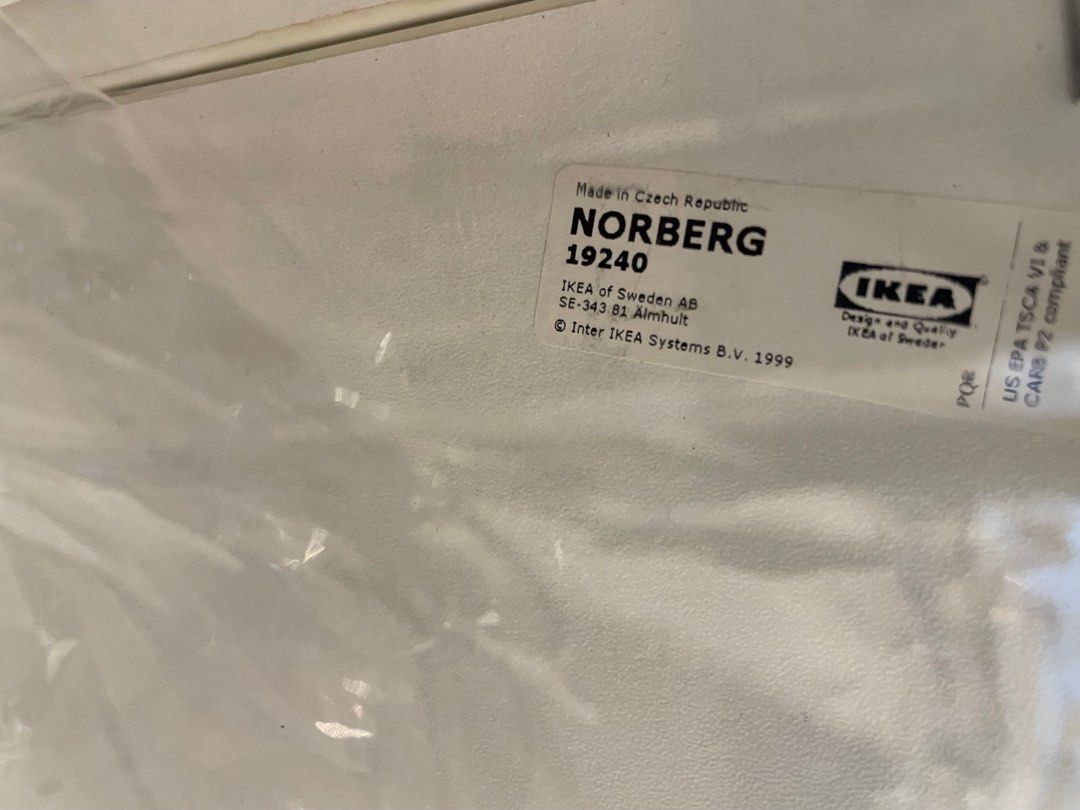 Made in Czech Republic
NORBERG
19240
IKEA of Sweden AB
SE-343 81 Älmhult
© Inter IKEA Systems B.V. 1999
IKEA
Design and Quality
IKEA of Sweden
PQB
US EPA TSCA VI &
CARB P2 compliant